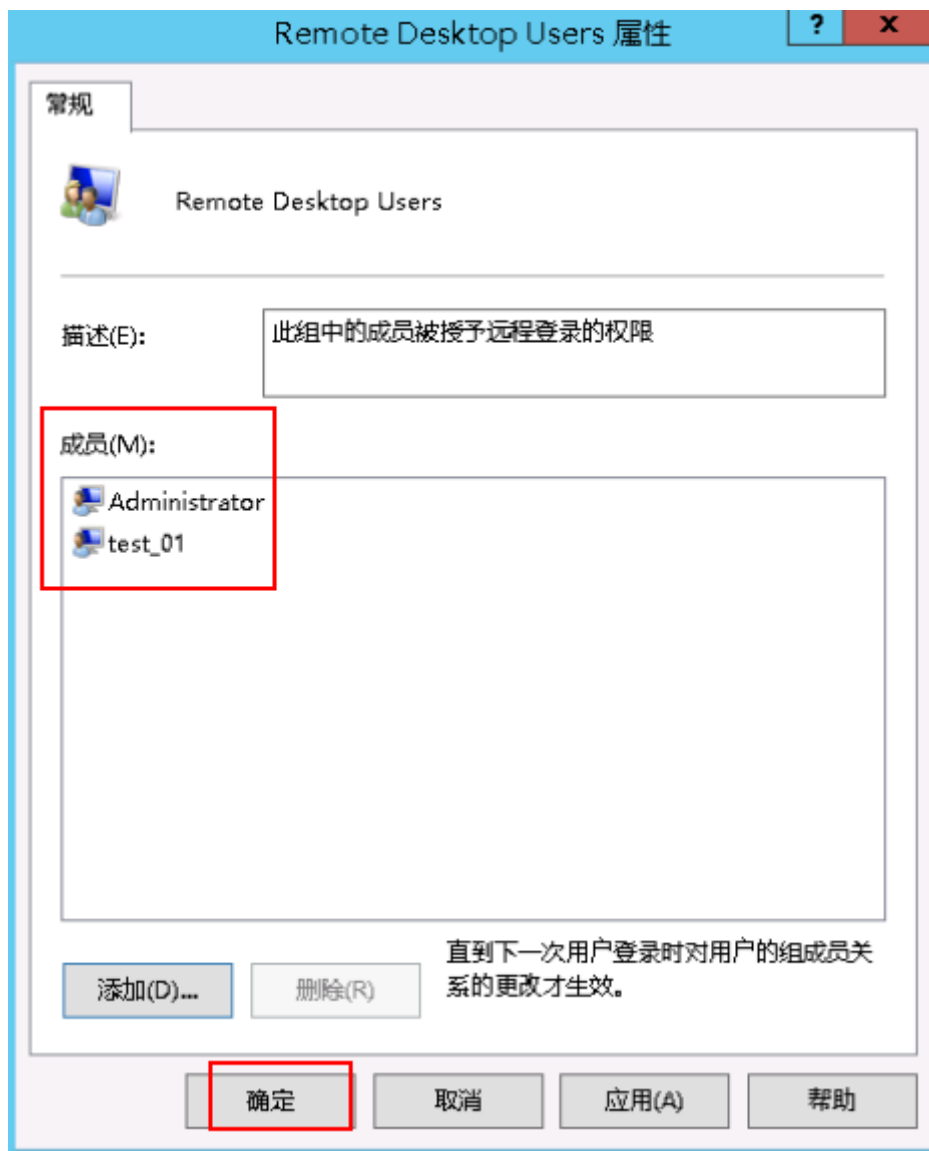 Remote Desktop Users 属性
?
x
常规
Remote Desktop Users
描述(E):
此组中的成员被授予远程登录的权限
成员(M):
Administrator
test_01
添加(D)...
删除(R)
直到下一次用户登录时对用户的组成员关
系的更改才生效。
确定
取消
应用(A)
帮助